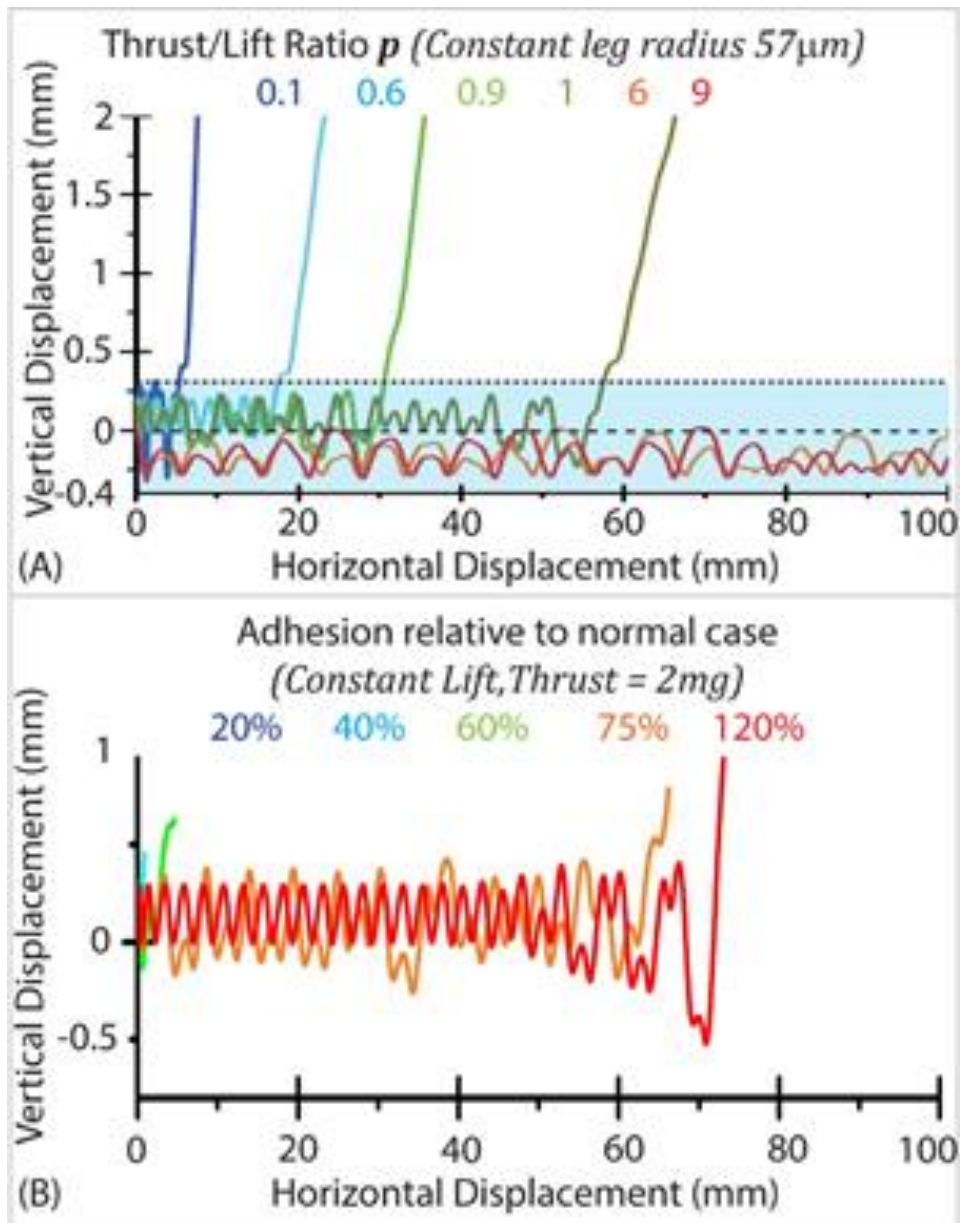 Thrust/Lift Ratio p (Constant leg radius 57μm)
0.1 0.6 0.9 1 6 9
Vertical Displacement (mm)
2
1.5
1
0.5
0
-0.4
0 20 40 60 80 100
Horizontal Displacement (mm)
(A)
Adhesion relative to normal case
(Constant Lift,Thrust = 2mg)
20% 40% 60% 75% 120%
Vertical Displacement (mm)
1
0
-0.5
0 20 40 60 80 100
Horizontal Displacement (mm)
(B)